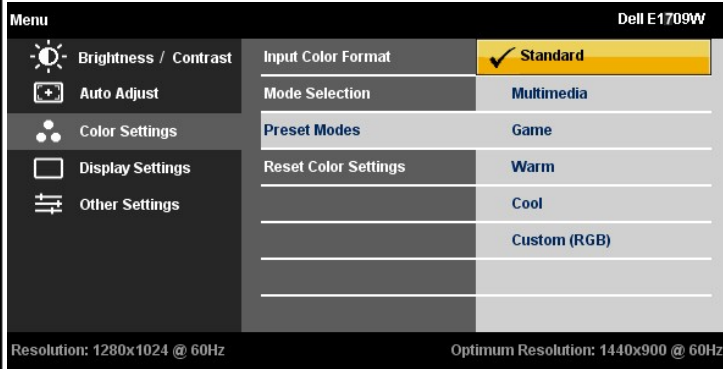 Menu Dell E1709W
Brightness / Contrast Input Color Format Standard
Auto Adjust Mode Selection Multimedia
Color Settings Preset Modes Game
Display Settings Reset Color Settings Warm
Other Settings Cool
Custom (RGB)
Resolution: 1280x1024 @ 60Hz Optimum Resolution: 1440x900 @ 60Hz